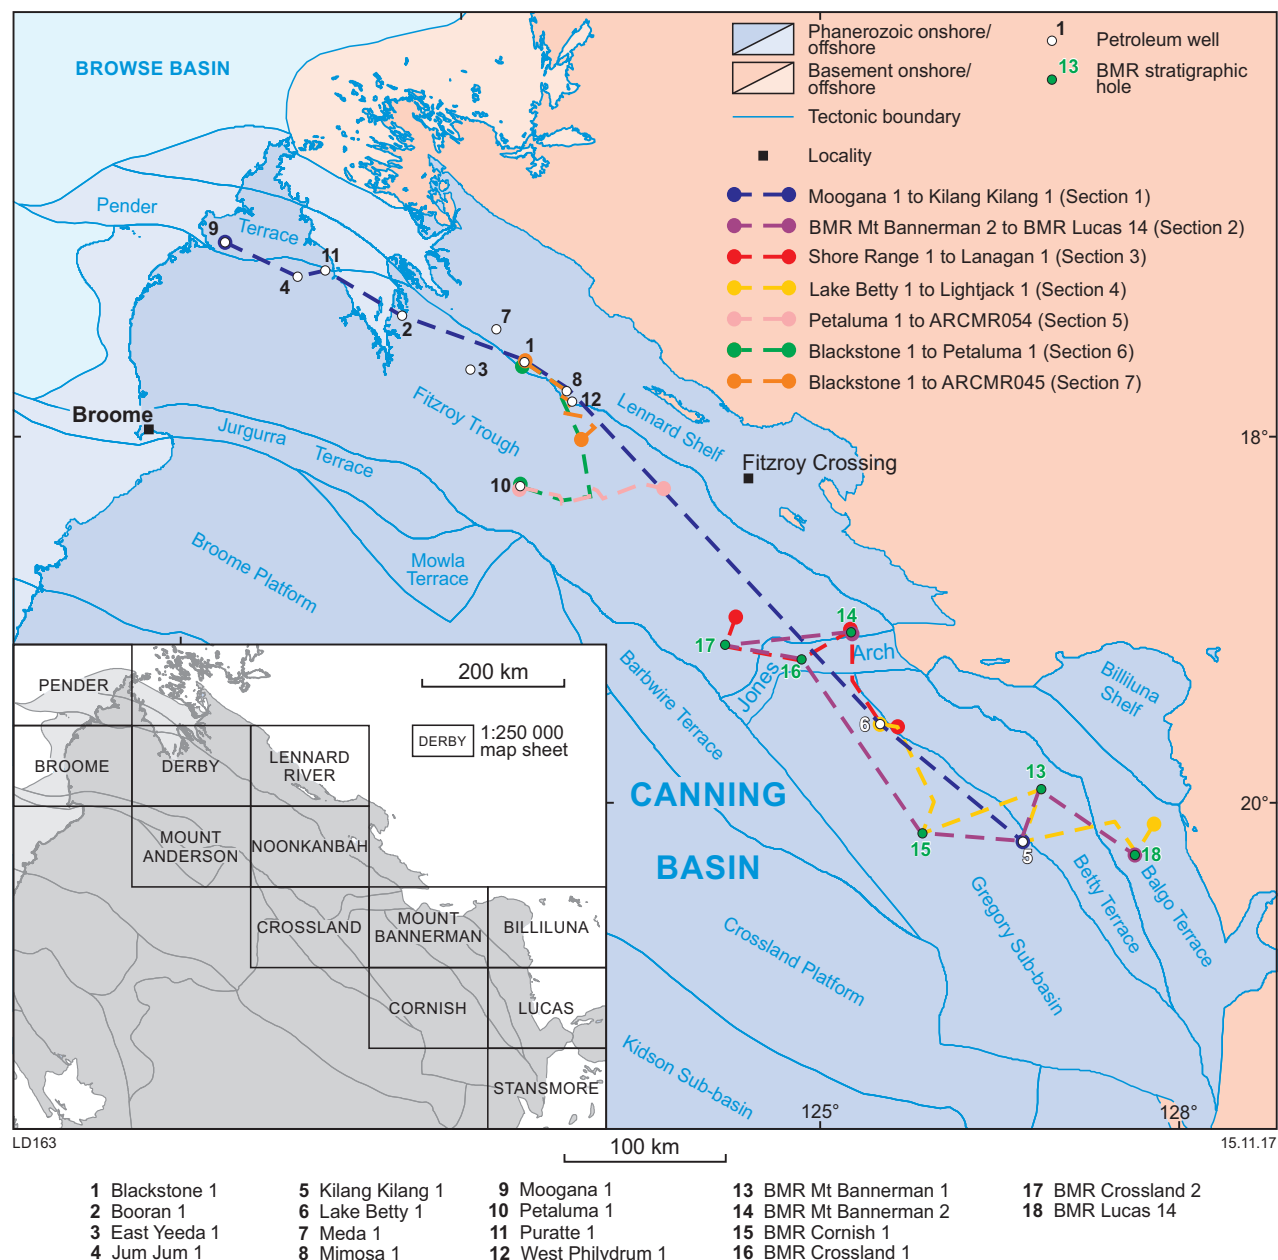 BROWSE BASIN
Phanerozoic onshore/
offshore
Basement onshore/
offshore
Tectonic boundary
Locality
1
Petroleum well
13
BMR stratigraphic
hole
Moogana 1 to Kilang Kilang 1 (Section 1)
BMR Mt Bannerman 2 to BMR Lucas 14 (Section 2)
Shore Range 1 to Lanagan 1 (Section 3)
Lake Betty 1 to Lightjack 1 (Section 4)
Petaluma 1 to ARCMR054 (Section 5)
Blackstone 1 to Petaluma 1 (Section 6)
Blackstone 1 to ARCMR045 (Section 7)
Pender
Terrace
9
4
11
2
7
3
1
8
12
10
Broome
Jurgurra
Terrace
Fitzroy Trough
Lennard Shelf
Fitzroy Crossing
18°
Broome Platform
Mowla
Terrace
Barbwire Terrace
Jones
Arch
17
16
14
6
13
15
5
18
Billiluna
Shelf
20°
CANNING
BASIN
Crossland Platform
Kidson Sub-basin
Gregory Sub-basin
Betty Terrace
Balgo Terrace
125°
128°
200 km
DERBY
1:250 000
map sheet
PENDER
BROOME
DERBY
LENNARD
RIVER
MOUNT
ANDERSON
NOONKANBAH
CROSSLAND
MOUNT
BANNERMAN
BILLILUNA
CORNISH
LUCAS
STANSMORE
LD163
100 km
15.11.17
1 Blackstone 1
2 Booran 1
3 East Yeeda 1
4 Jum Jum 1
5 Kilang Kilang 1
6 Lake Betty 1
7 Meda 1
8 Mimosa 1
9 Moogana 1
10 Petaluma 1
11 Puratte 1
12 West Philydrum 1
13 BMR Mt Bannerman 1
14 BMR Mt Bannerman 2
15 BMR Cornish 1
16 BMR Crossland 1
17 BMR Crossland 2
18 BMR Lucas 14